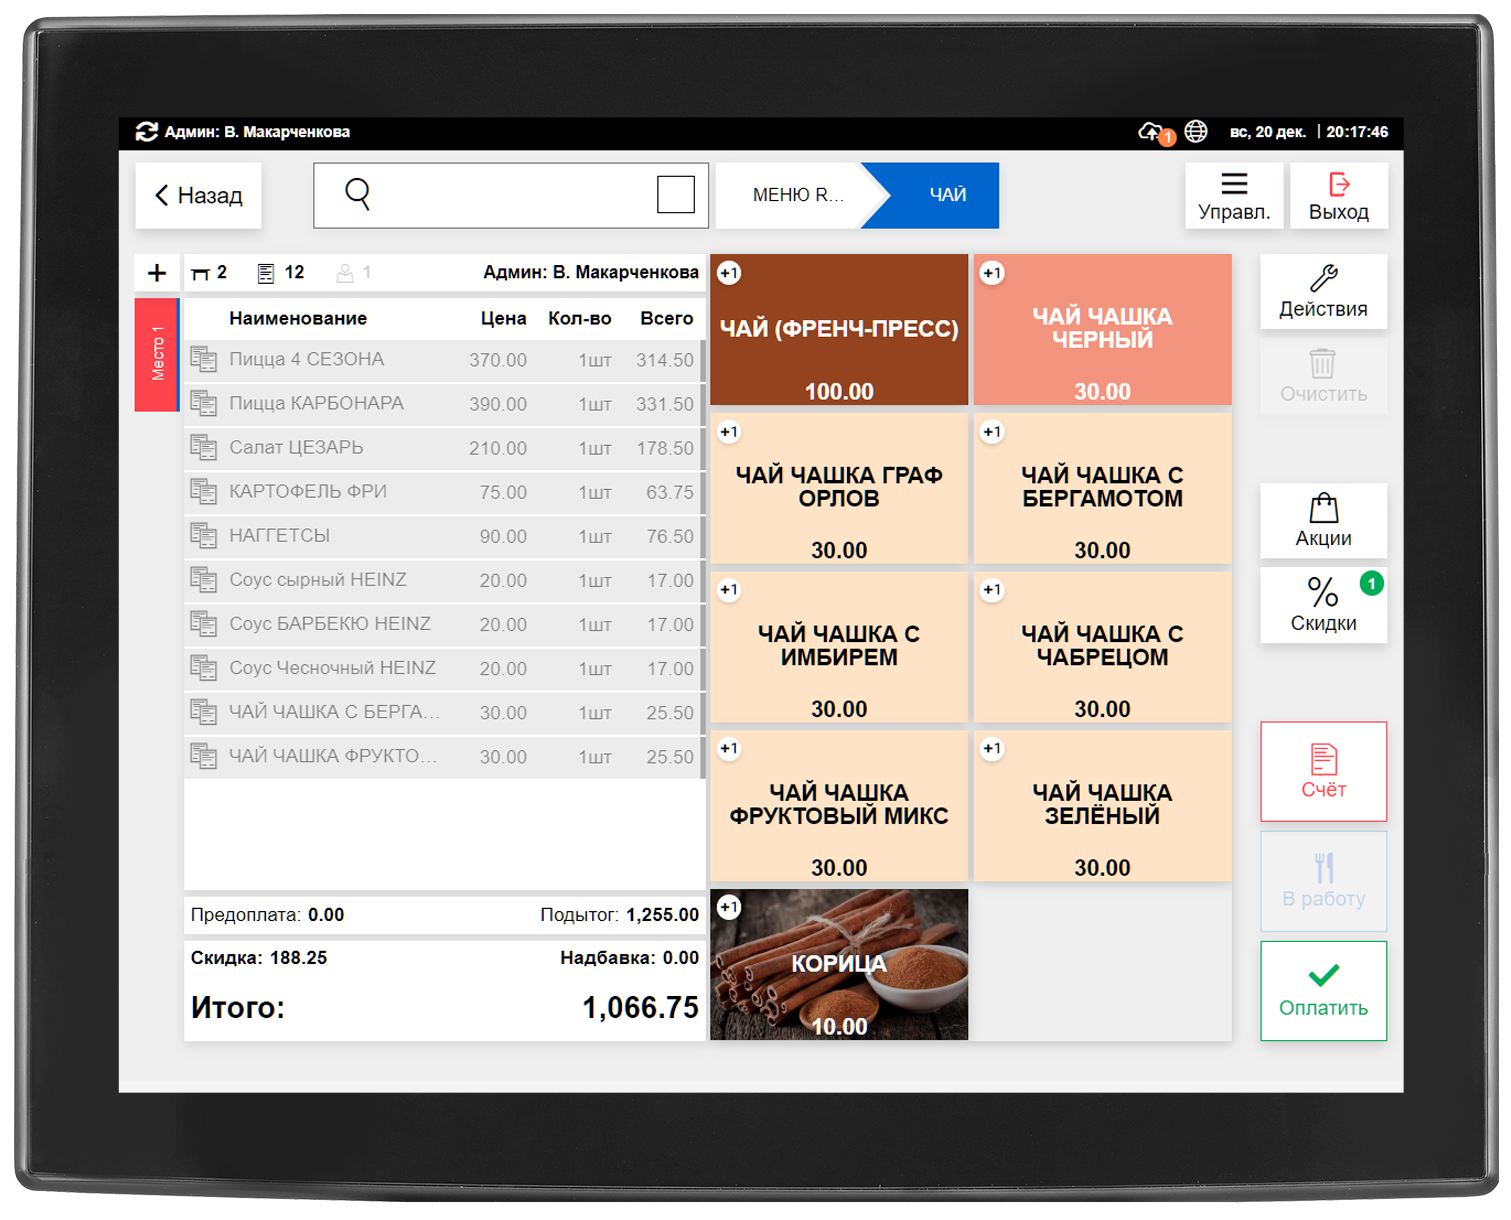 Админ: В. Макарченкова
1
вс, 20 дек. | 20:17:46
Назад
МЕНЮ R...
ЧАЙ
Управл.
Выход
2
12
1
Админ: В. Макарченкова
Место 1
Наименование Цена Кол-во Всего
Пицца 4 СЕЗОНА 370.00 1шт 314.50
Пицца КАРБОНАРА 390.00 1шт 331.50
Салат ЦЕЗАРЬ 210.00 1шт 178.50
КАРТОФЕЛЬ ФРИ 75.00 1шт 63.75
НАГГЕТСЫ 90.00 1шт 76.50
Соус сырный HEINZ 20.00 1шт 17.00
Соус БАРБЕКЮ HEINZ 20.00 1шт 17.00
Соус Чесночный HEINZ 20.00 1шт 17.00
ЧАЙ ЧАШКА С БЕРГА... 30.00 1шт 25.50
ЧАЙ ЧАШКА ФРУКТО... 30.00 1шт 25.50
Предоплата: 0.00 Подытог: 1,255.00
Скидка: 188.25 Надбавка: 0.00
Итого: 1,066.75
+1
ЧАЙ (ФРЕНЧ-ПРЕСС)
100.00
+1
ЧАЙ ЧАШКА
ЧЕРНЫЙ
30.00
+1
ЧАЙ ЧАШКА ГРАФ
ОРЛОВ
30.00
+1
ЧАЙ ЧАШКА С
БЕРГАМОТОМ
30.00
+1
ЧАЙ ЧАШКА С
ИМБИРЕМ
30.00
+1
ЧАЙ ЧАШКА С
ЧАБРЕЦОМ
30.00
+1
ЧАЙ ЧАШКА
ФРУКТОВЫЙ МИКС
30.00
+1
ЧАЙ ЧАШКА
ЗЕЛЁНЫЙ
30.00
+1
КОРИЦА
10.00
Действия
Очистить
Акции
1
%
Скидки
Счёт
В работу
Оплатить